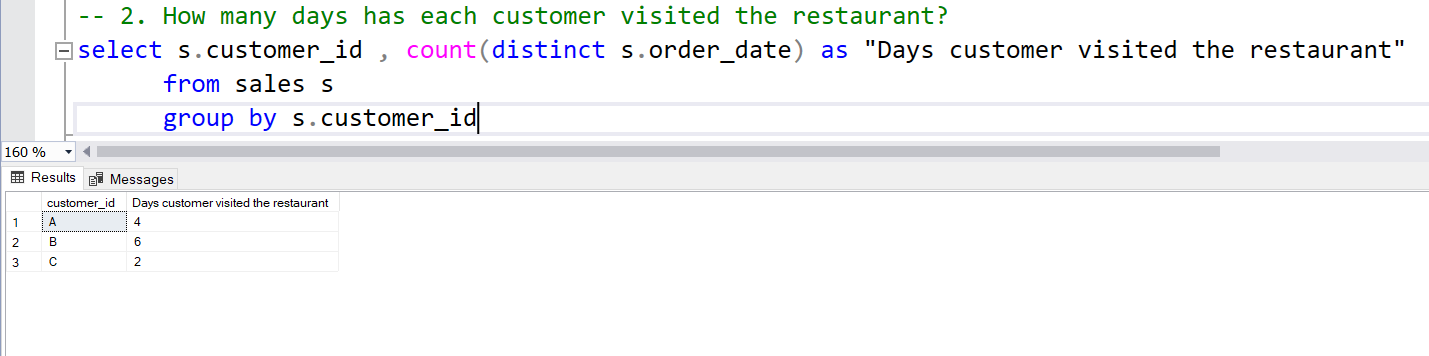 -- 2. How many days has each customer visited the restaurant?
select s.customer_id , count(distinct s.order_date) as "Days customer visited the restaurant"
from sales s
group by s.customer_id
160 %
Results Messages
customer_id Days customer visited the restaurant
1 A 4
2 B 6
3 C 2